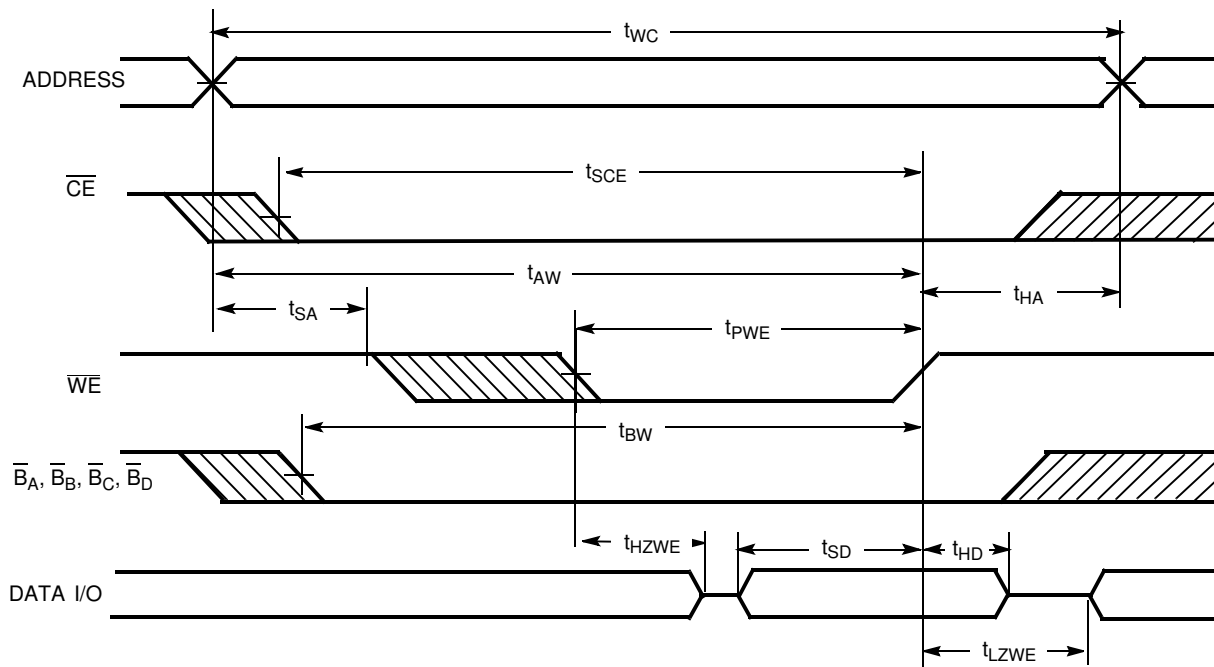 tWC
ADDRESS
tSCE
CE
tAW
tHA
tSA
tPWE
WE
tBW
BA, BB, BC, BD
tHZWE
tSD
tHD
DATA I/O
tLZWE